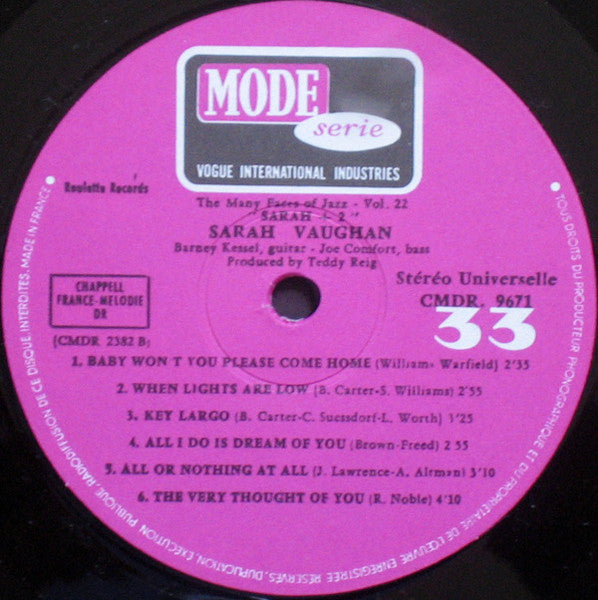 MODE
serie
VOGUE INTERNATIONAL INDUSTRIES
Roulette Records
The Many Faces of Jazz - Vol. 22
"SARAH + 2"
SARAH VAUGHAN
Barney Kessel, guitar - Joe Comfort, bass
Produced by Teddy Reig
CHAPPELL
FRANCE-MELODIE
DR
(CMDR 2382 B)
Stéréo Universelle
CMDR. 9671
33
1. BABY WON'T YOU PLEASE COME HOME (Williams Warfield) 2'35
2. WHEN LIGHTS ARE LOW (B. Carter-S. Williams) 2'55
3. KEY LARGO (B. Carter-C. Suessdorf-L. Worth) 3'25
4. ALL I DO IS DREAM OF YOU (Brown-Freed) 2 55
5. ALL OR NOTHING AT ALL (J. Lawrence-A. Altman) 3'10
6. THE VERY THOUGHT OF YOU (R. Noble) 4'10
• TOUS DROITS DU PRODUCTEUR PHONOGRAPHIQUE ET DU PROPRIETAIRE DE L'ŒUVRE ENREGISTREE RESERVES. DUPLICATION, EXECUTION PUBLIQUE, RADIODIFFUSION DE CE DISQUE INTERDITES. MADE IN FRANCE •